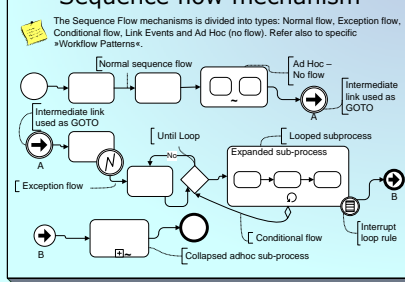 Sequence flow mechanism
The Sequence Flow mechanisms is divided into types: Normal flow, Exception flow,
Conditional flow, Link Events and Ad Hoc (no flow). Refer also to specific
»Workflow Patterns«.
Normal sequence flow
Ad Hoc –
No flow
~
Intermediate
link used as
GOTO
A
Intermediate link
used as GOTO
A
Until Loop
Looped subprocess
No
Expanded sub-process
Exception flow
B
Conditional flow
Interrupt
loop rule
B
+~
Collapsed adhoc sub-process